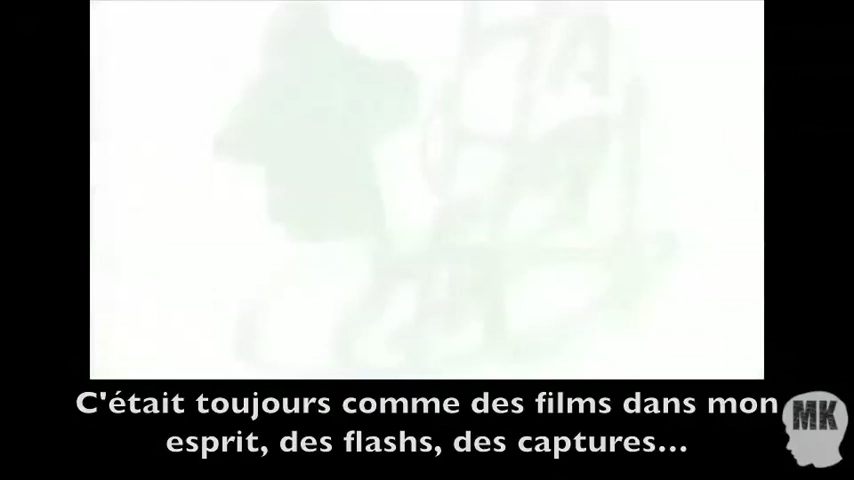 C'était toujours comme des films dans mon
esprit, des flashs, des captures...
MK